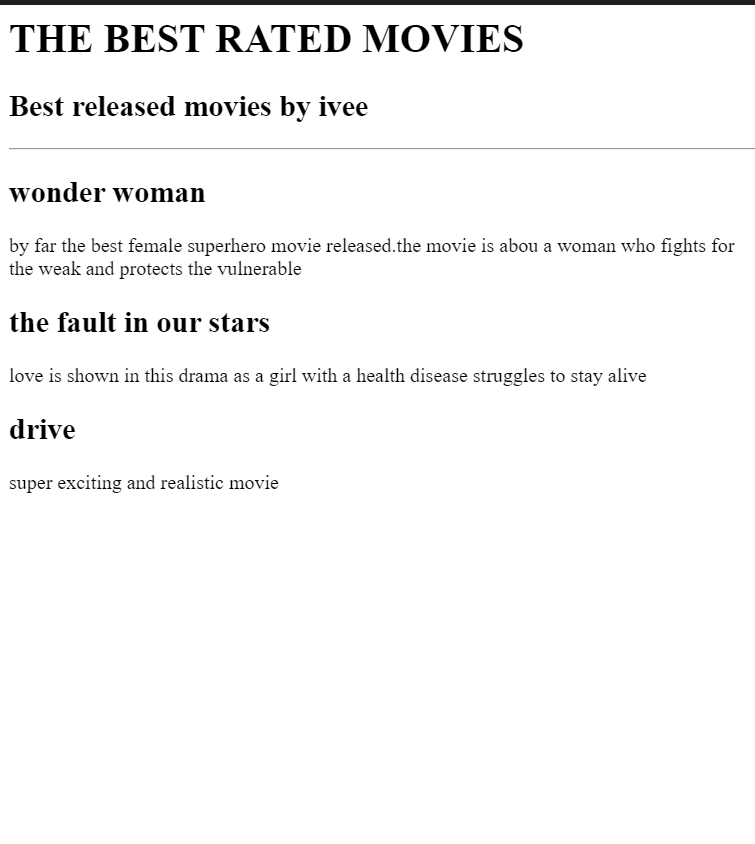 THE BEST RATED MOVIES
Best released movies by ivee
wonder woman
by far the best female superhero movie released.the movie is abou a woman who fights for
the weak and protects the vulnerable
the fault in our stars
love is shown in this drama as a girl with a health disease struggles to stay alive
drive
super exciting and realistic movie